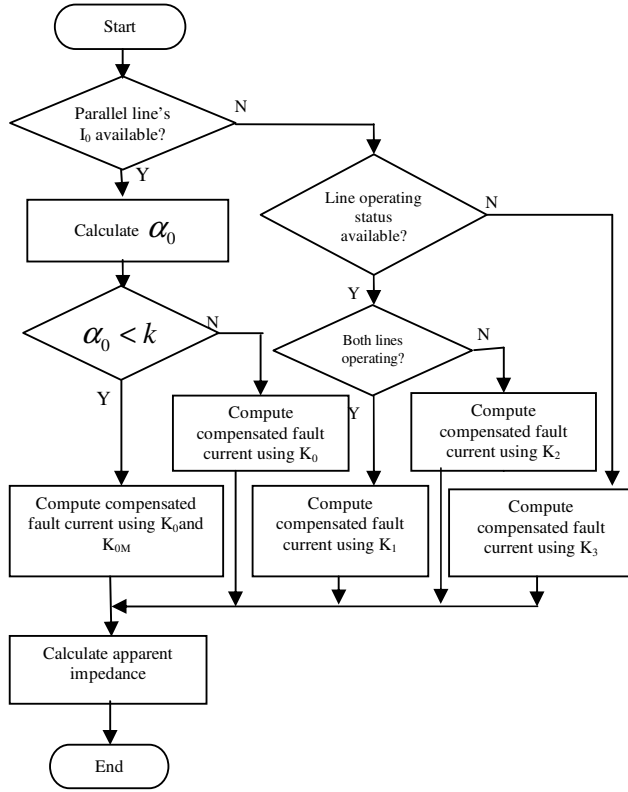 Start
Parallel line's
I₀ available?
N
Y
Line operating
status
available?
N
Y
Calculate α₀
α₀ < k
N
Y
Both lines
operating?
N
Y
Compute
compensated fault
current using K₀
Compute
compensated fault
current using K₂
Compute compensated
fault current using K₀and
K₀M
Compute
compensated fault
current using K₁
Compute
compensated fault
current using K₃
Calculate apparent
impedance
End